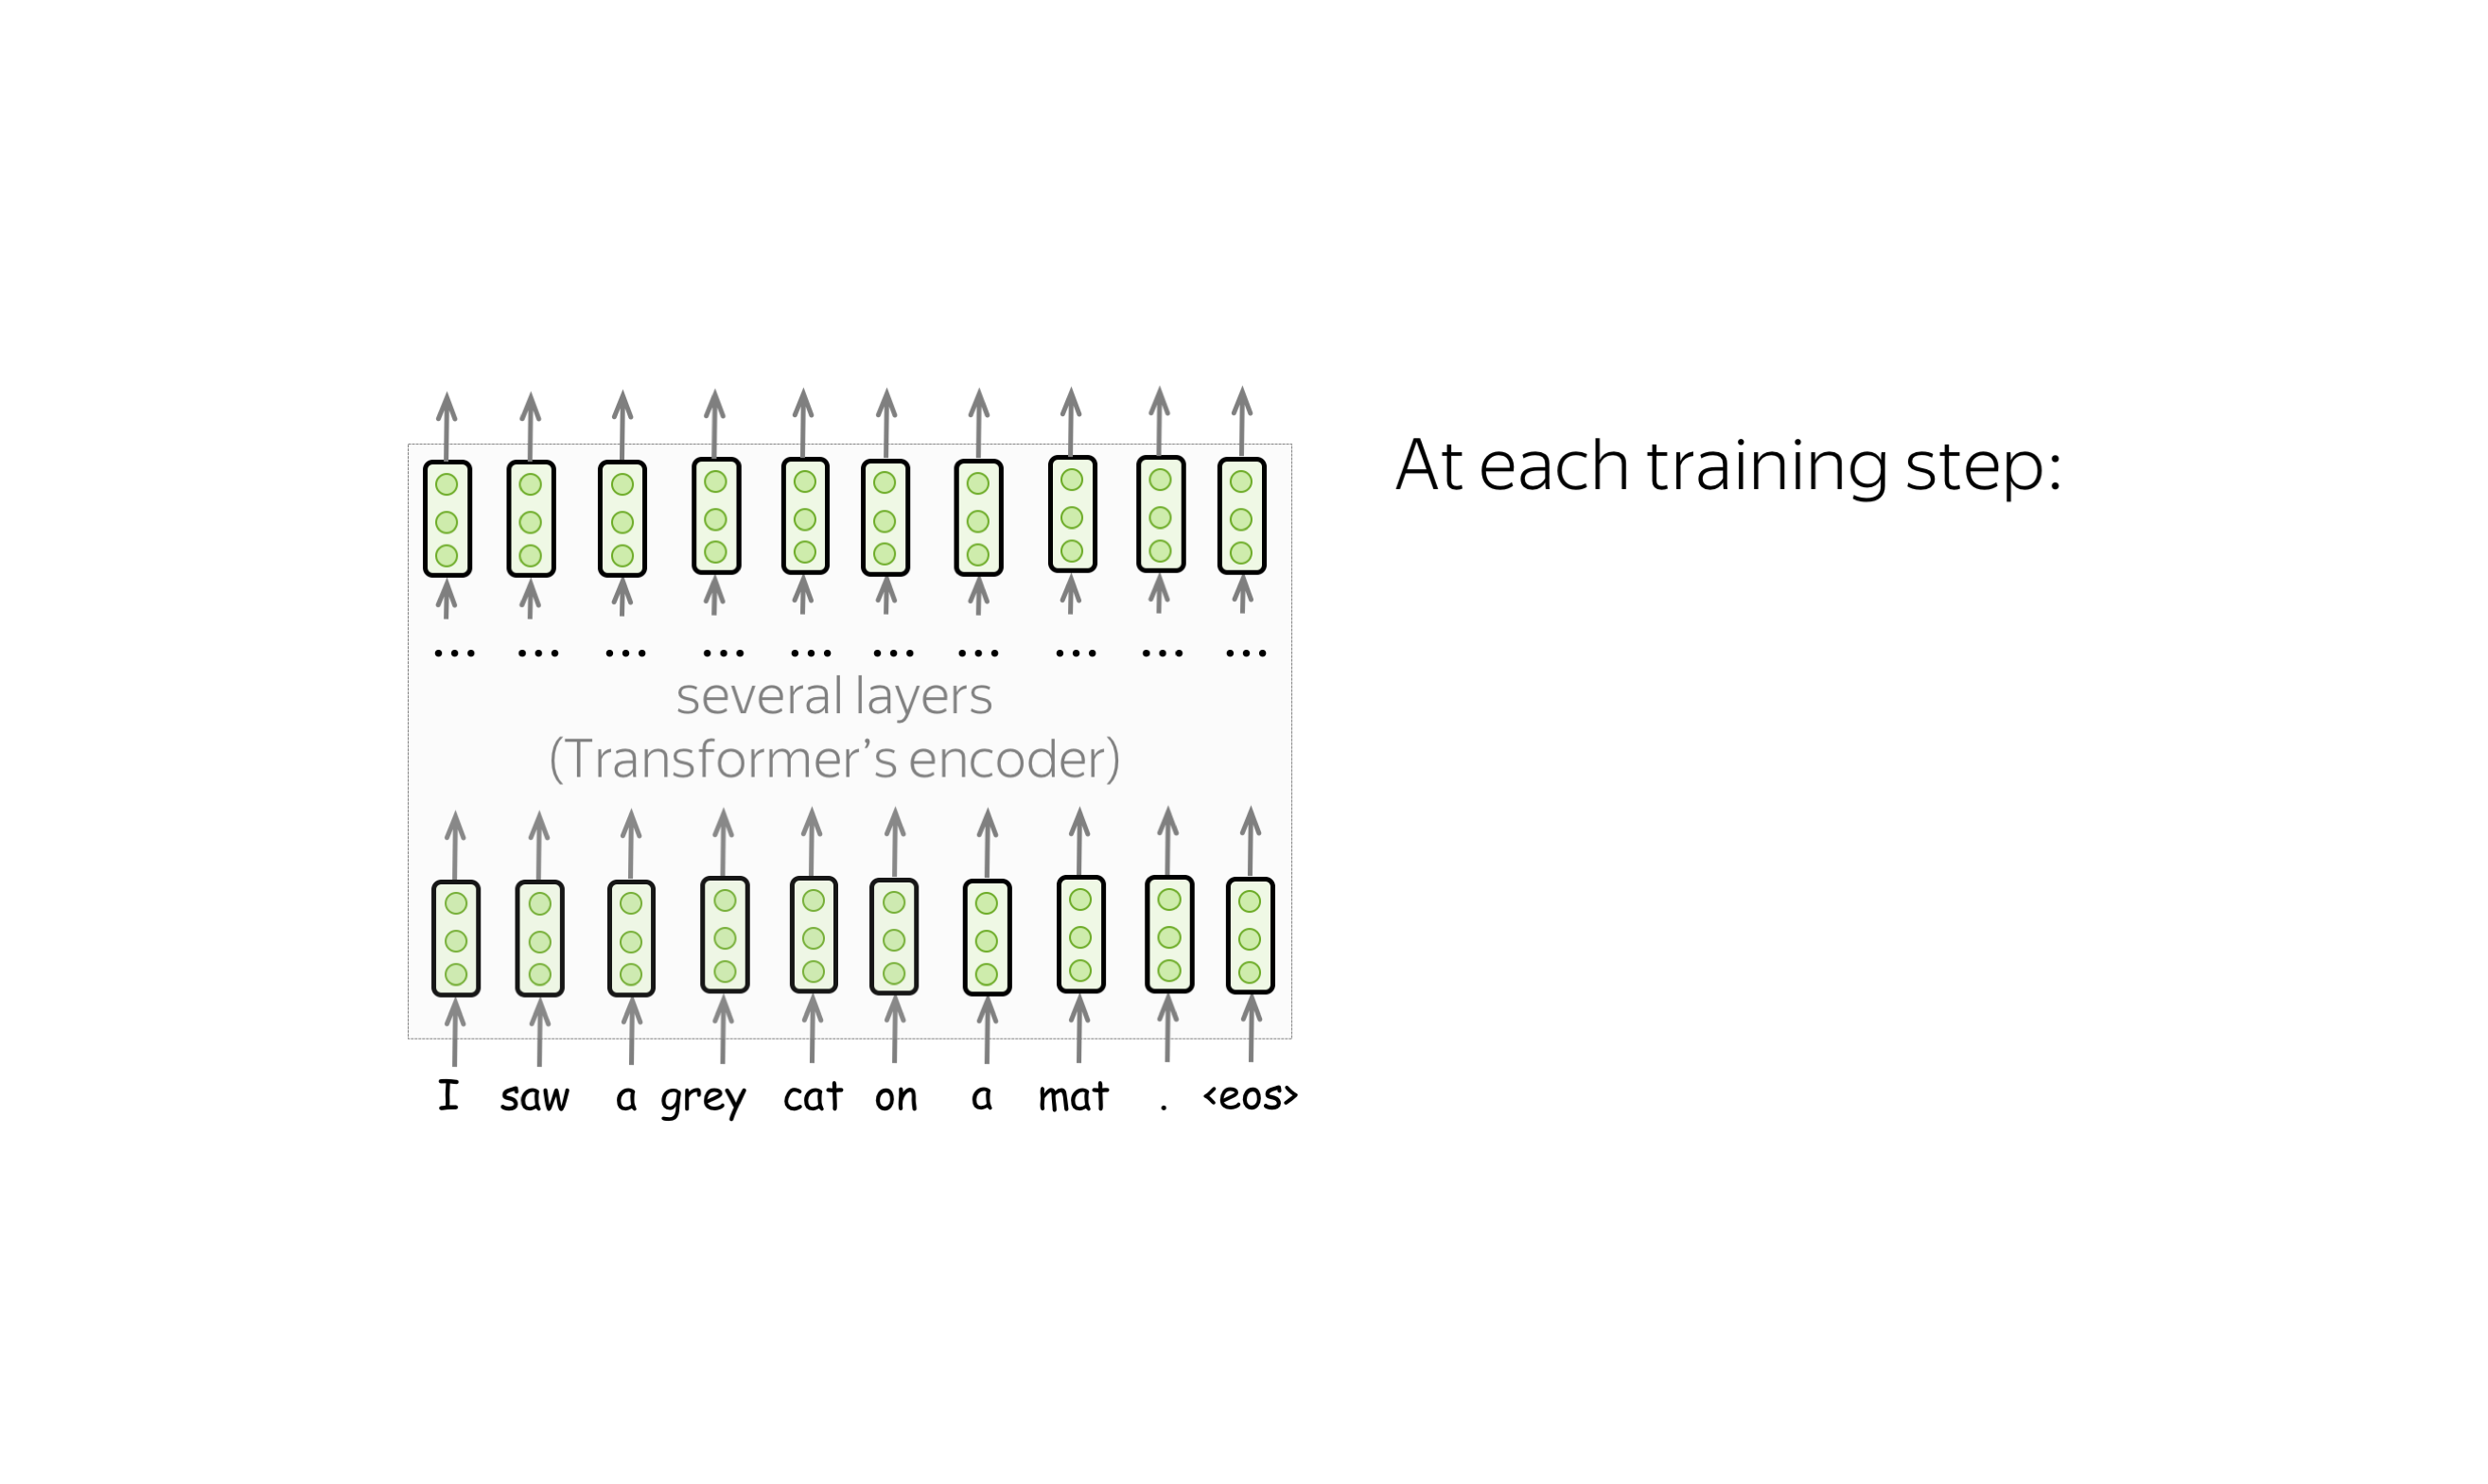 At each training step:
... ... ... ... ... ... ... ... ... ...
several layers
(Transformer’s encoder)
I saw a grey cat on a mat . <eos>